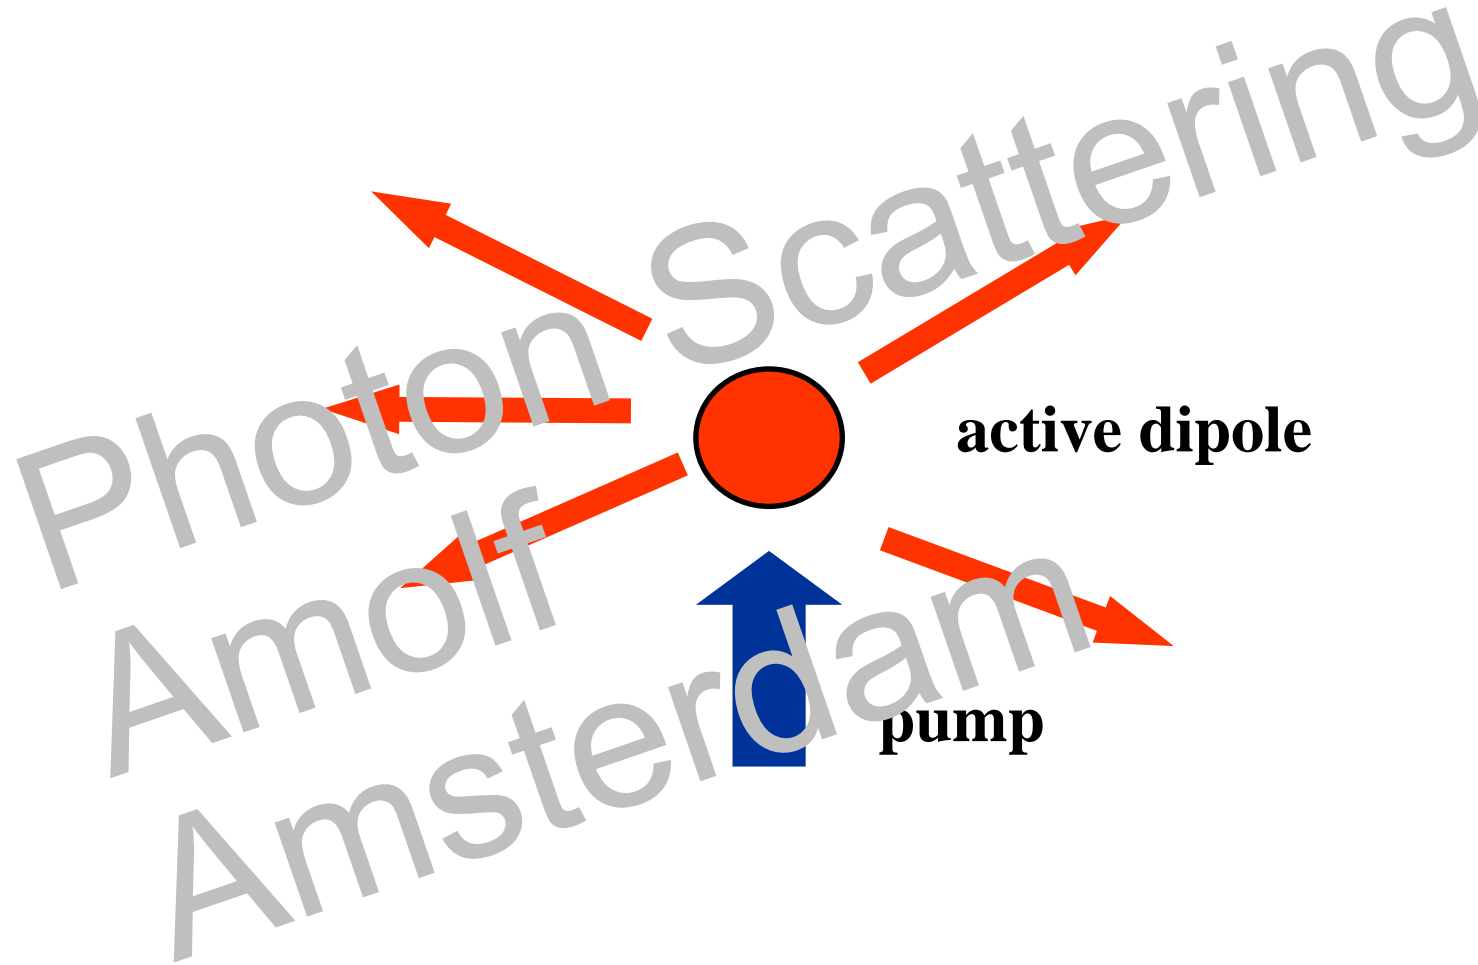 Photon Scattering
Amolf
Amsterdam
active dipole
pump